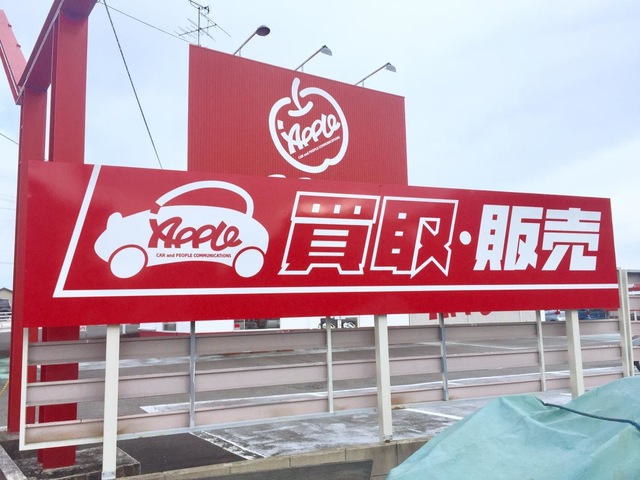 APPLE
CAR and PEOPLE COMMUNICATIONS
APPLE
CAR and PEOPLE COMMUNICATIONS
買取・販売